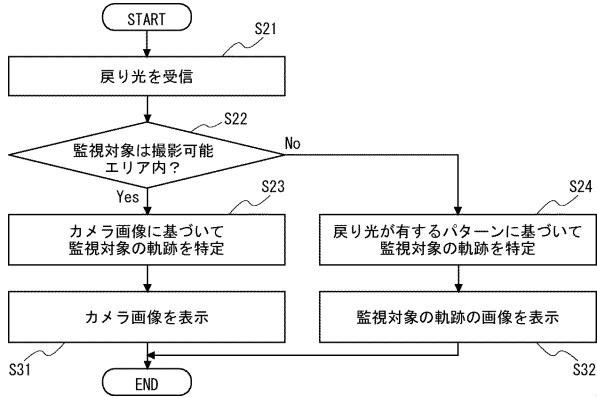 START
S21
戻り光を受信
S22
監視対象は撮影可能
エリア内？
No
Yes
S23
カメラ画像に基づいて
監視対象の軌跡を特定
S24
戻り光が有するパターンに基づいて
監視対象の軌跡を特定
カメラ画像を表示
S31
監視対象の軌跡の画像を表示
S32
END